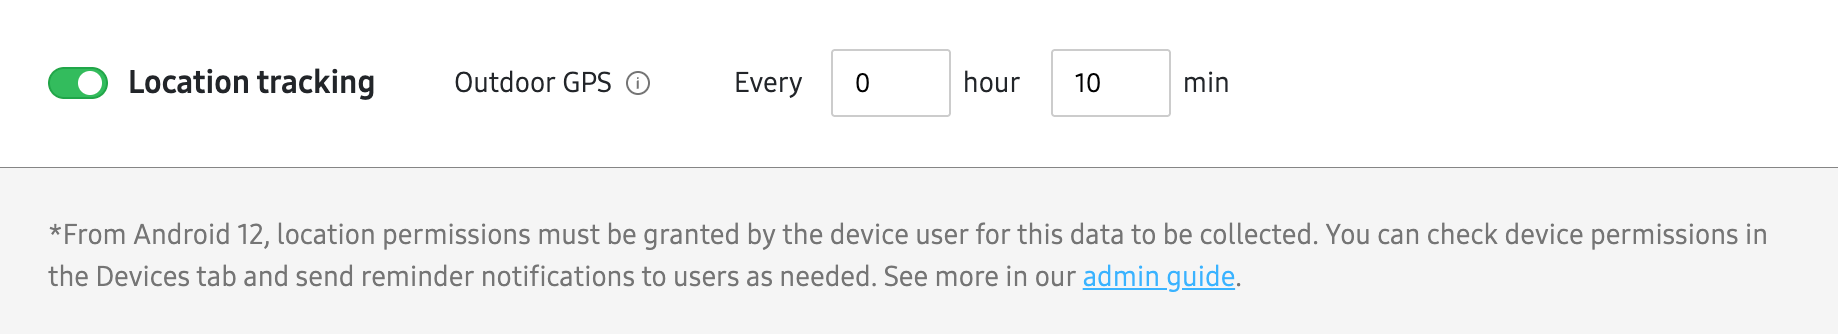 Location tracking Outdoor GPS Every 0 hour 10 min
*From Android 12, location permissions must be granted by the device user for this data to be collected. You can check device permissions in
the Devices tab and send reminder notifications to users as needed. See more in our admin guide.